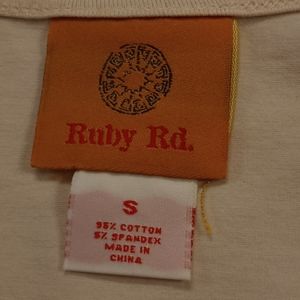 Ruby Rd.
S
95% COTTON
5% SPANDEX
MADE IN
CHINA